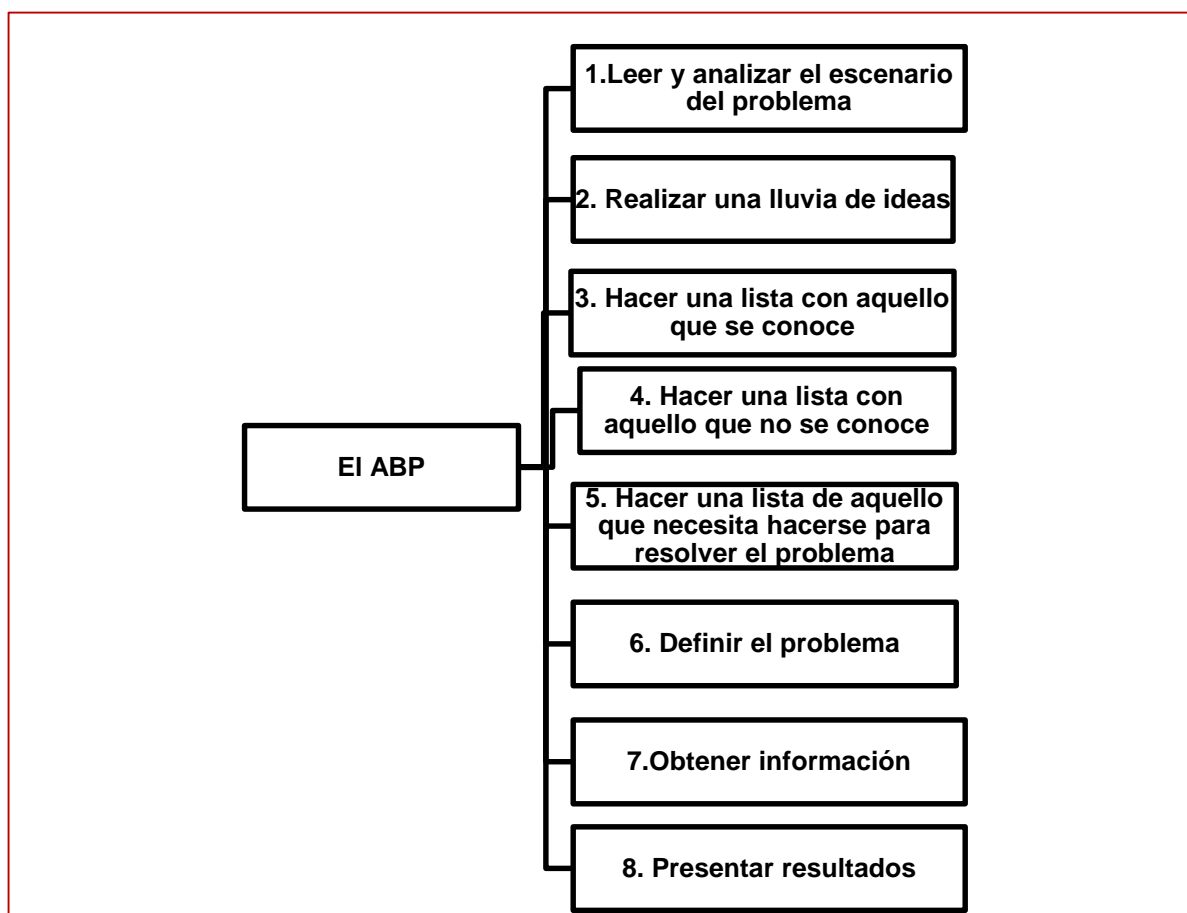 1.Leer y analizar el escenario
del problema
2. Realizar una lluvia de ideas
3. Hacer una lista con aquello
que se conoce
4. Hacer una lista con
aquello que no se conoce
El ABP
5. Hacer una lista de aquello
que necesita hacerse para
resolver el problema
6. Definir el problema
7.Obtener información
8. Presentar resultados